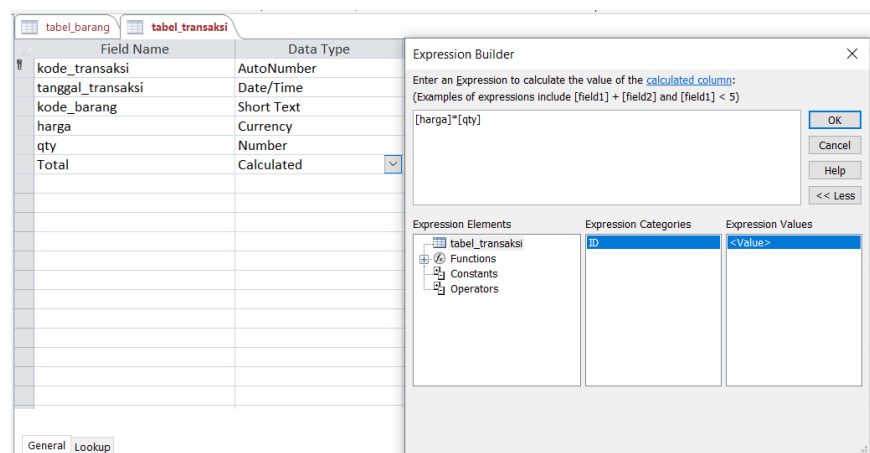 tabel_barang
tabel_transaksi
Field Name Data Type
kode_transaksi AutoNumber
tanggal_transaksi Date/Time
kode_barang Short Text
harga Currency
qty Number
Total Calculated
General Lookup
Expression Builder
Enter an Expression to calculate the value of the calculated column:
(Examples of expressions include [field1] + [field2] and [field1] < 5)
[harga]*[qty]
OK
Cancel
Help
<< Less
Expression Elements
tabel_transaksi
Functions
Constants
Operators
Expression Categories
ID
Expression Values
<Value>